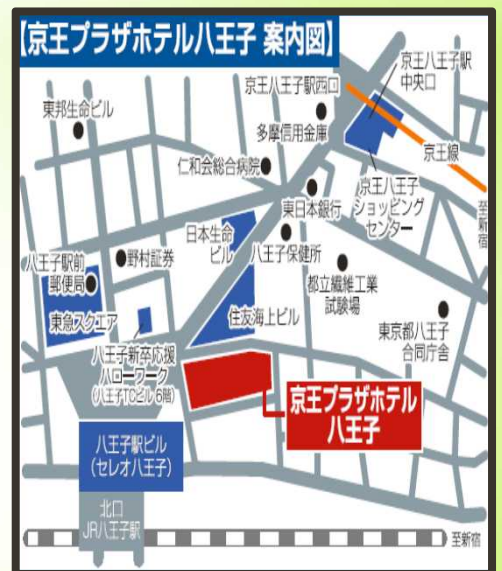 【京王プラザホテル八王子 案内図】
京王八王子駅
中央口
京王八王子駅西口
東邦生命ビル
多摩信用金庫
京王線
仁和会総合病院
京王八王子
ショッピング
センター
至新宿
東日本銀行
日本生命
ビル
八王子保健所
野村証券
八王子駅前
郵便局
都立繊維工業
試験場
東急スクエア
住友海上ビル
東京都八王子
合同庁舎
八王子新卒応援
ハローワーク
(八王子TCビル6階)
京王プラザホテル
八王子
八王子駅ビル
(セレオ八王子)
北口
JR八王子駅
至新宿